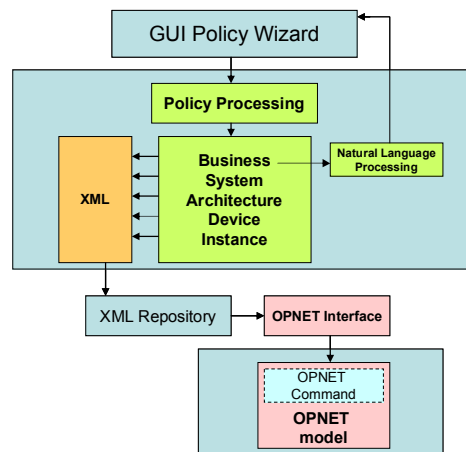 GUI Policy Wizard
Policy Processing
XML
Business
System
Architecture
Device
Instance
Natural Language
Processing
XML Repository
OPNET Interface
OPNET
Command
OPNET
model